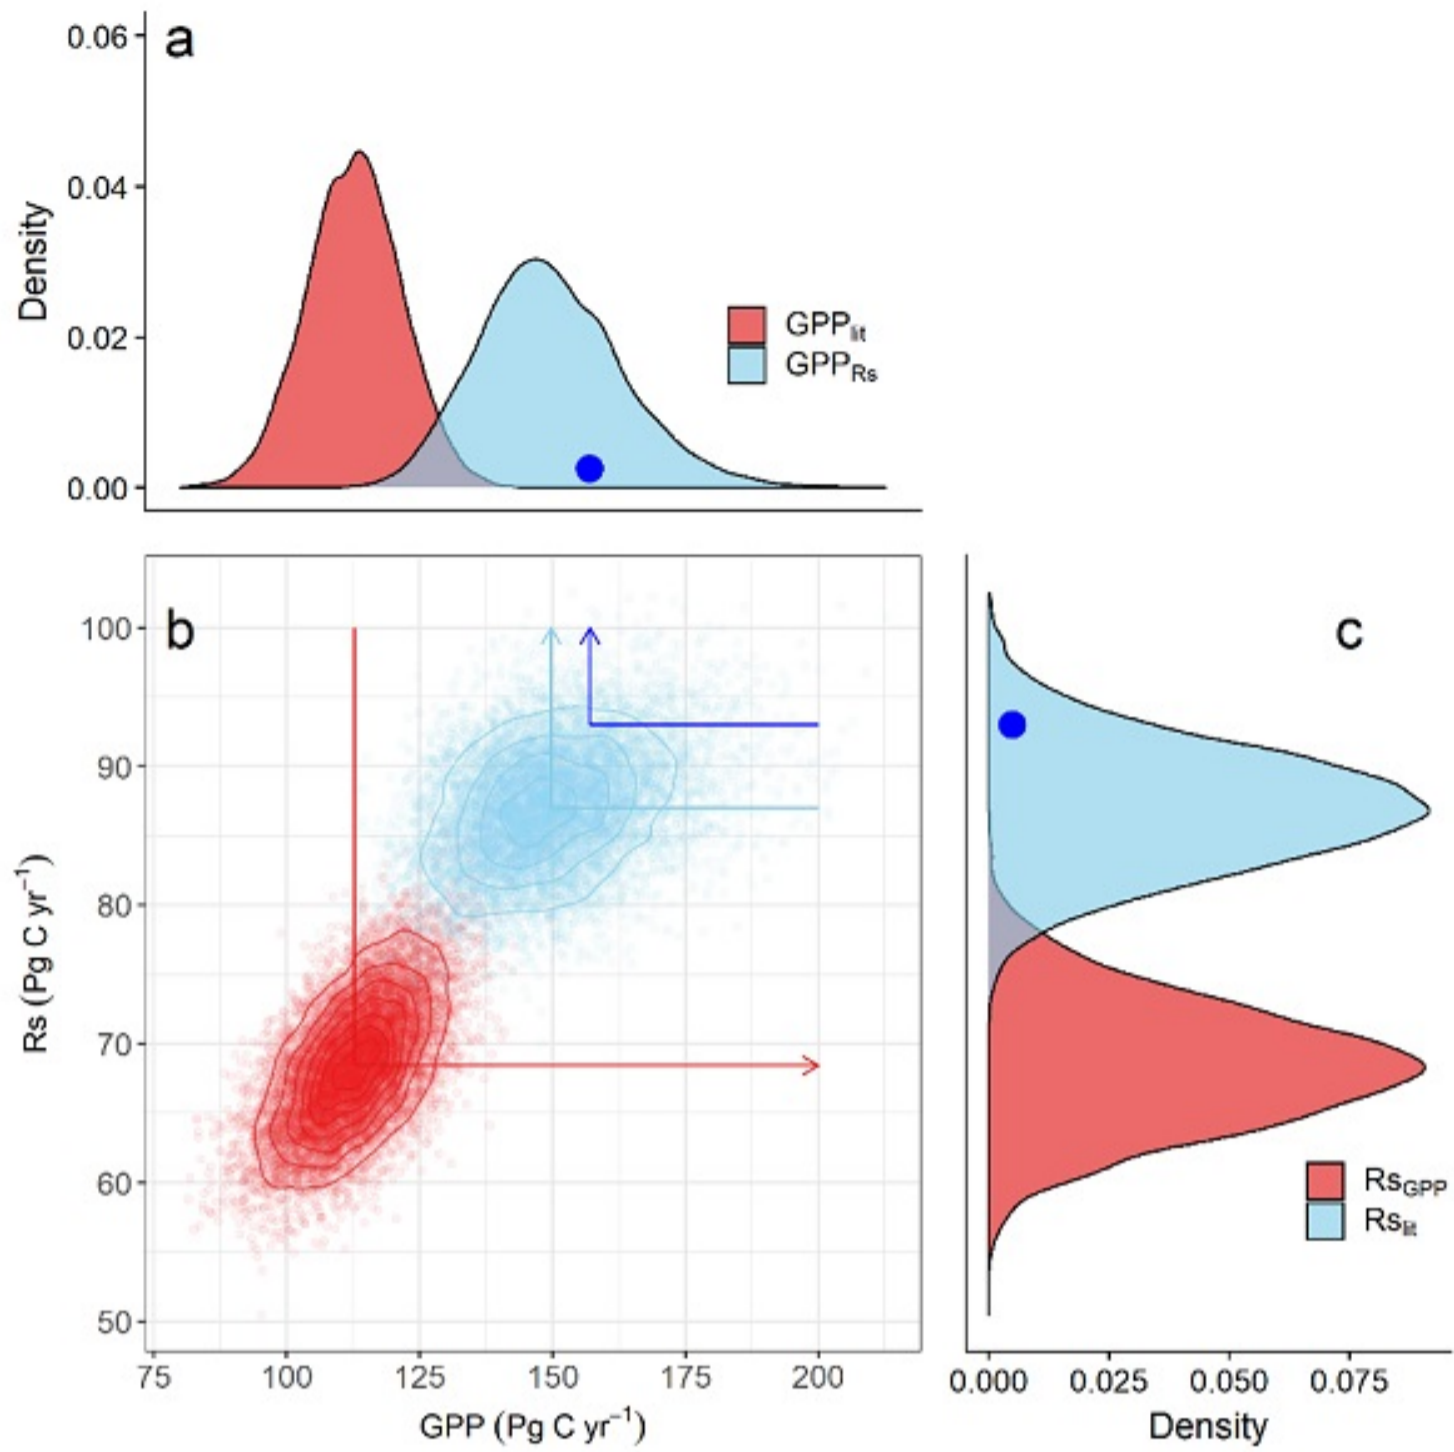 a
0.06
0.04
0.02
0.00
Density
GPPlit
GPPRs
b
100
90
80
70
60
50
Rs (Pg C yr−1)
75 100 125 150 175 200
GPP (Pg C yr−1)
c
RsGPP
Rslit
0.000 0.025 0.050 0.075
Density